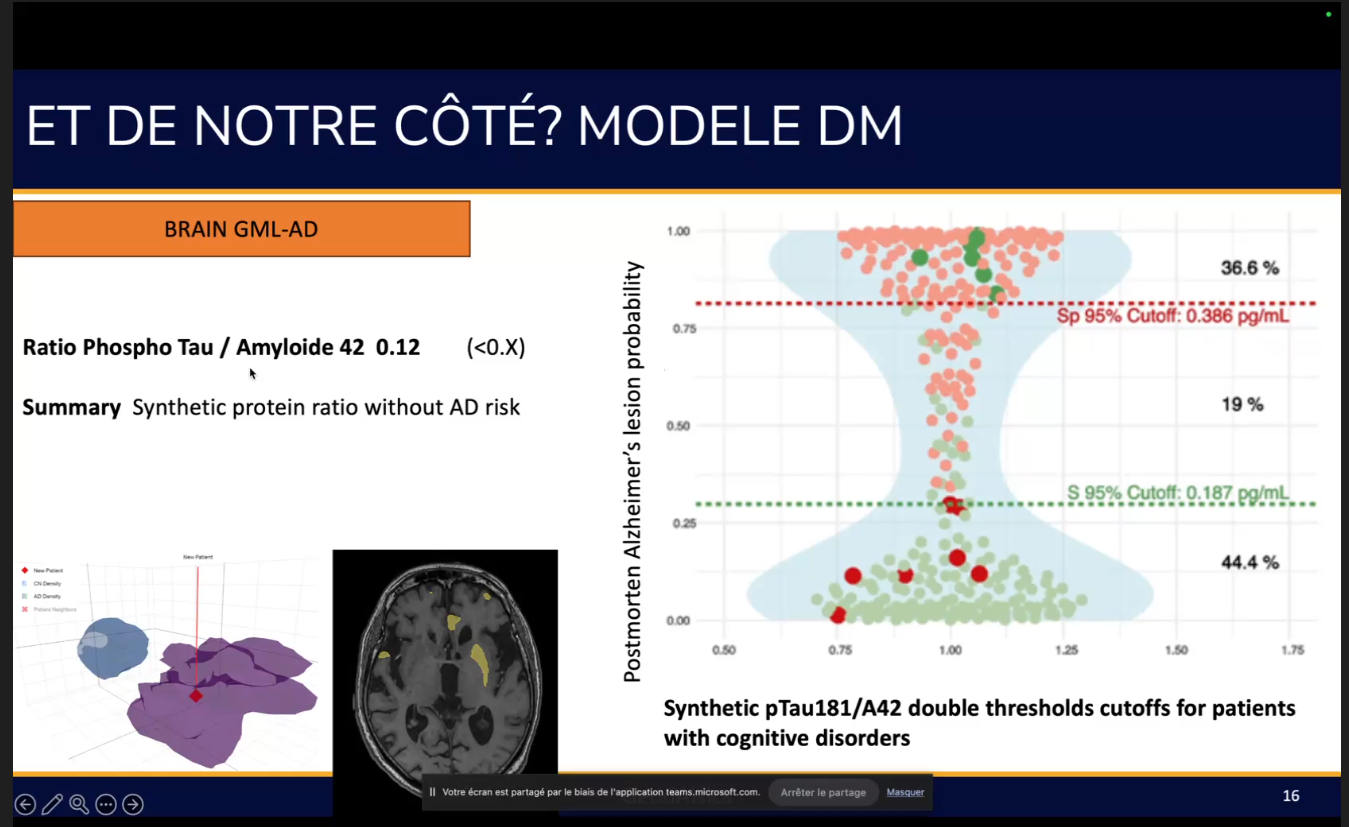 ET DE NOTRE CÔTÉ? MODELE DM
BRAIN GML-AD
Ratio Phospho Tau / Amyloide 42 0.12 (<0.X)
Summary Synthetic protein ratio without AD risk
New Patient
New Patient
CN Density
AD Density
Patient Neighbors
Postmorten Alzheimer's lesion probability
1.00
0.75
0.50
0.25
0.00
36.6 %
Sp 95% Cutoff: 0.386 pg/mL
19 %
S 95% Cutoff: 0.187 pg/mL
44.4 %
0.50 0.75 1.00 1.25 1.50 1.75
Synthetic pTau181/A42 double thresholds cutoffs for patients
with cognitive disorders
Votre écran est partagé par le biais de l'application teams.microsoft.com. Arrêter le partage Masquer
16